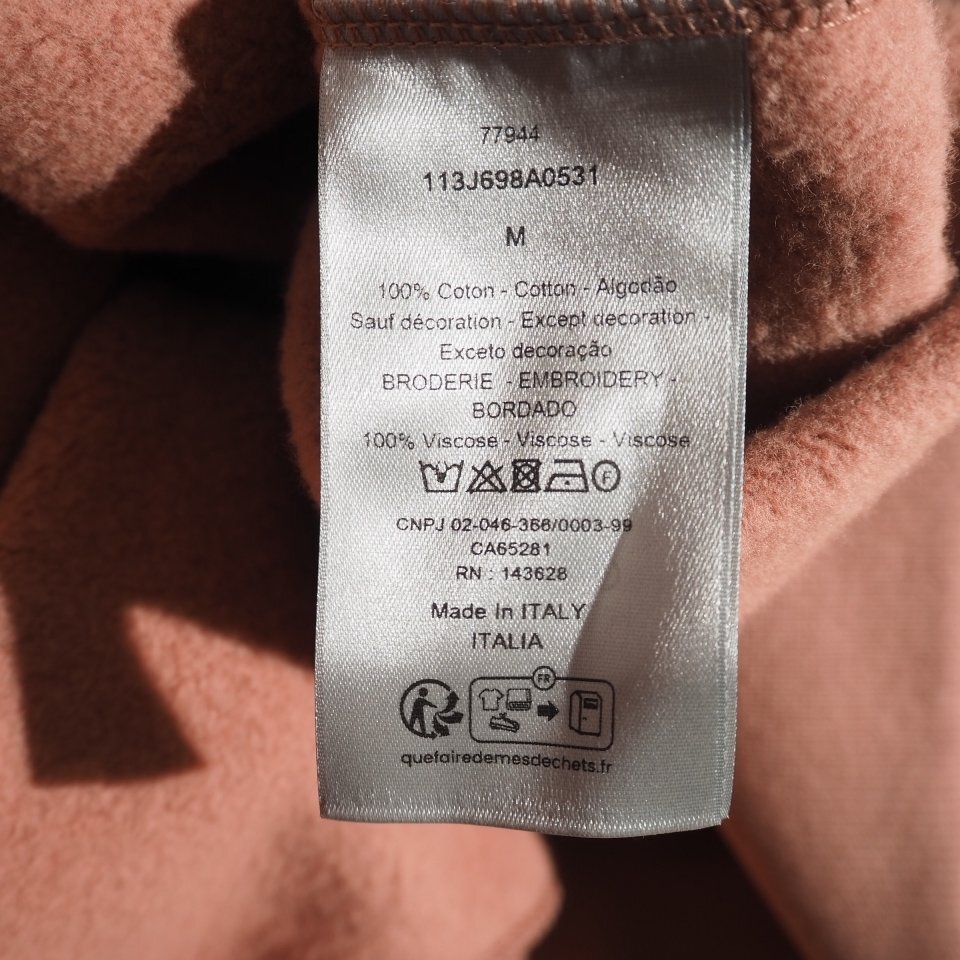 77944
113J698A0531
M
100% Coton - Cotton - Algodão
Sauf décoration - Except decoration -
Exceto decoração
BRODERIE - EMBROIDERY -
BORDADO
100% Viscose - Viscose - Viscose
F
CNPJ 02-046-366/0003-99
CA65281
RN : 143628
Made In ITALY
ITALIA
FR
quefairedemesdechets.fr